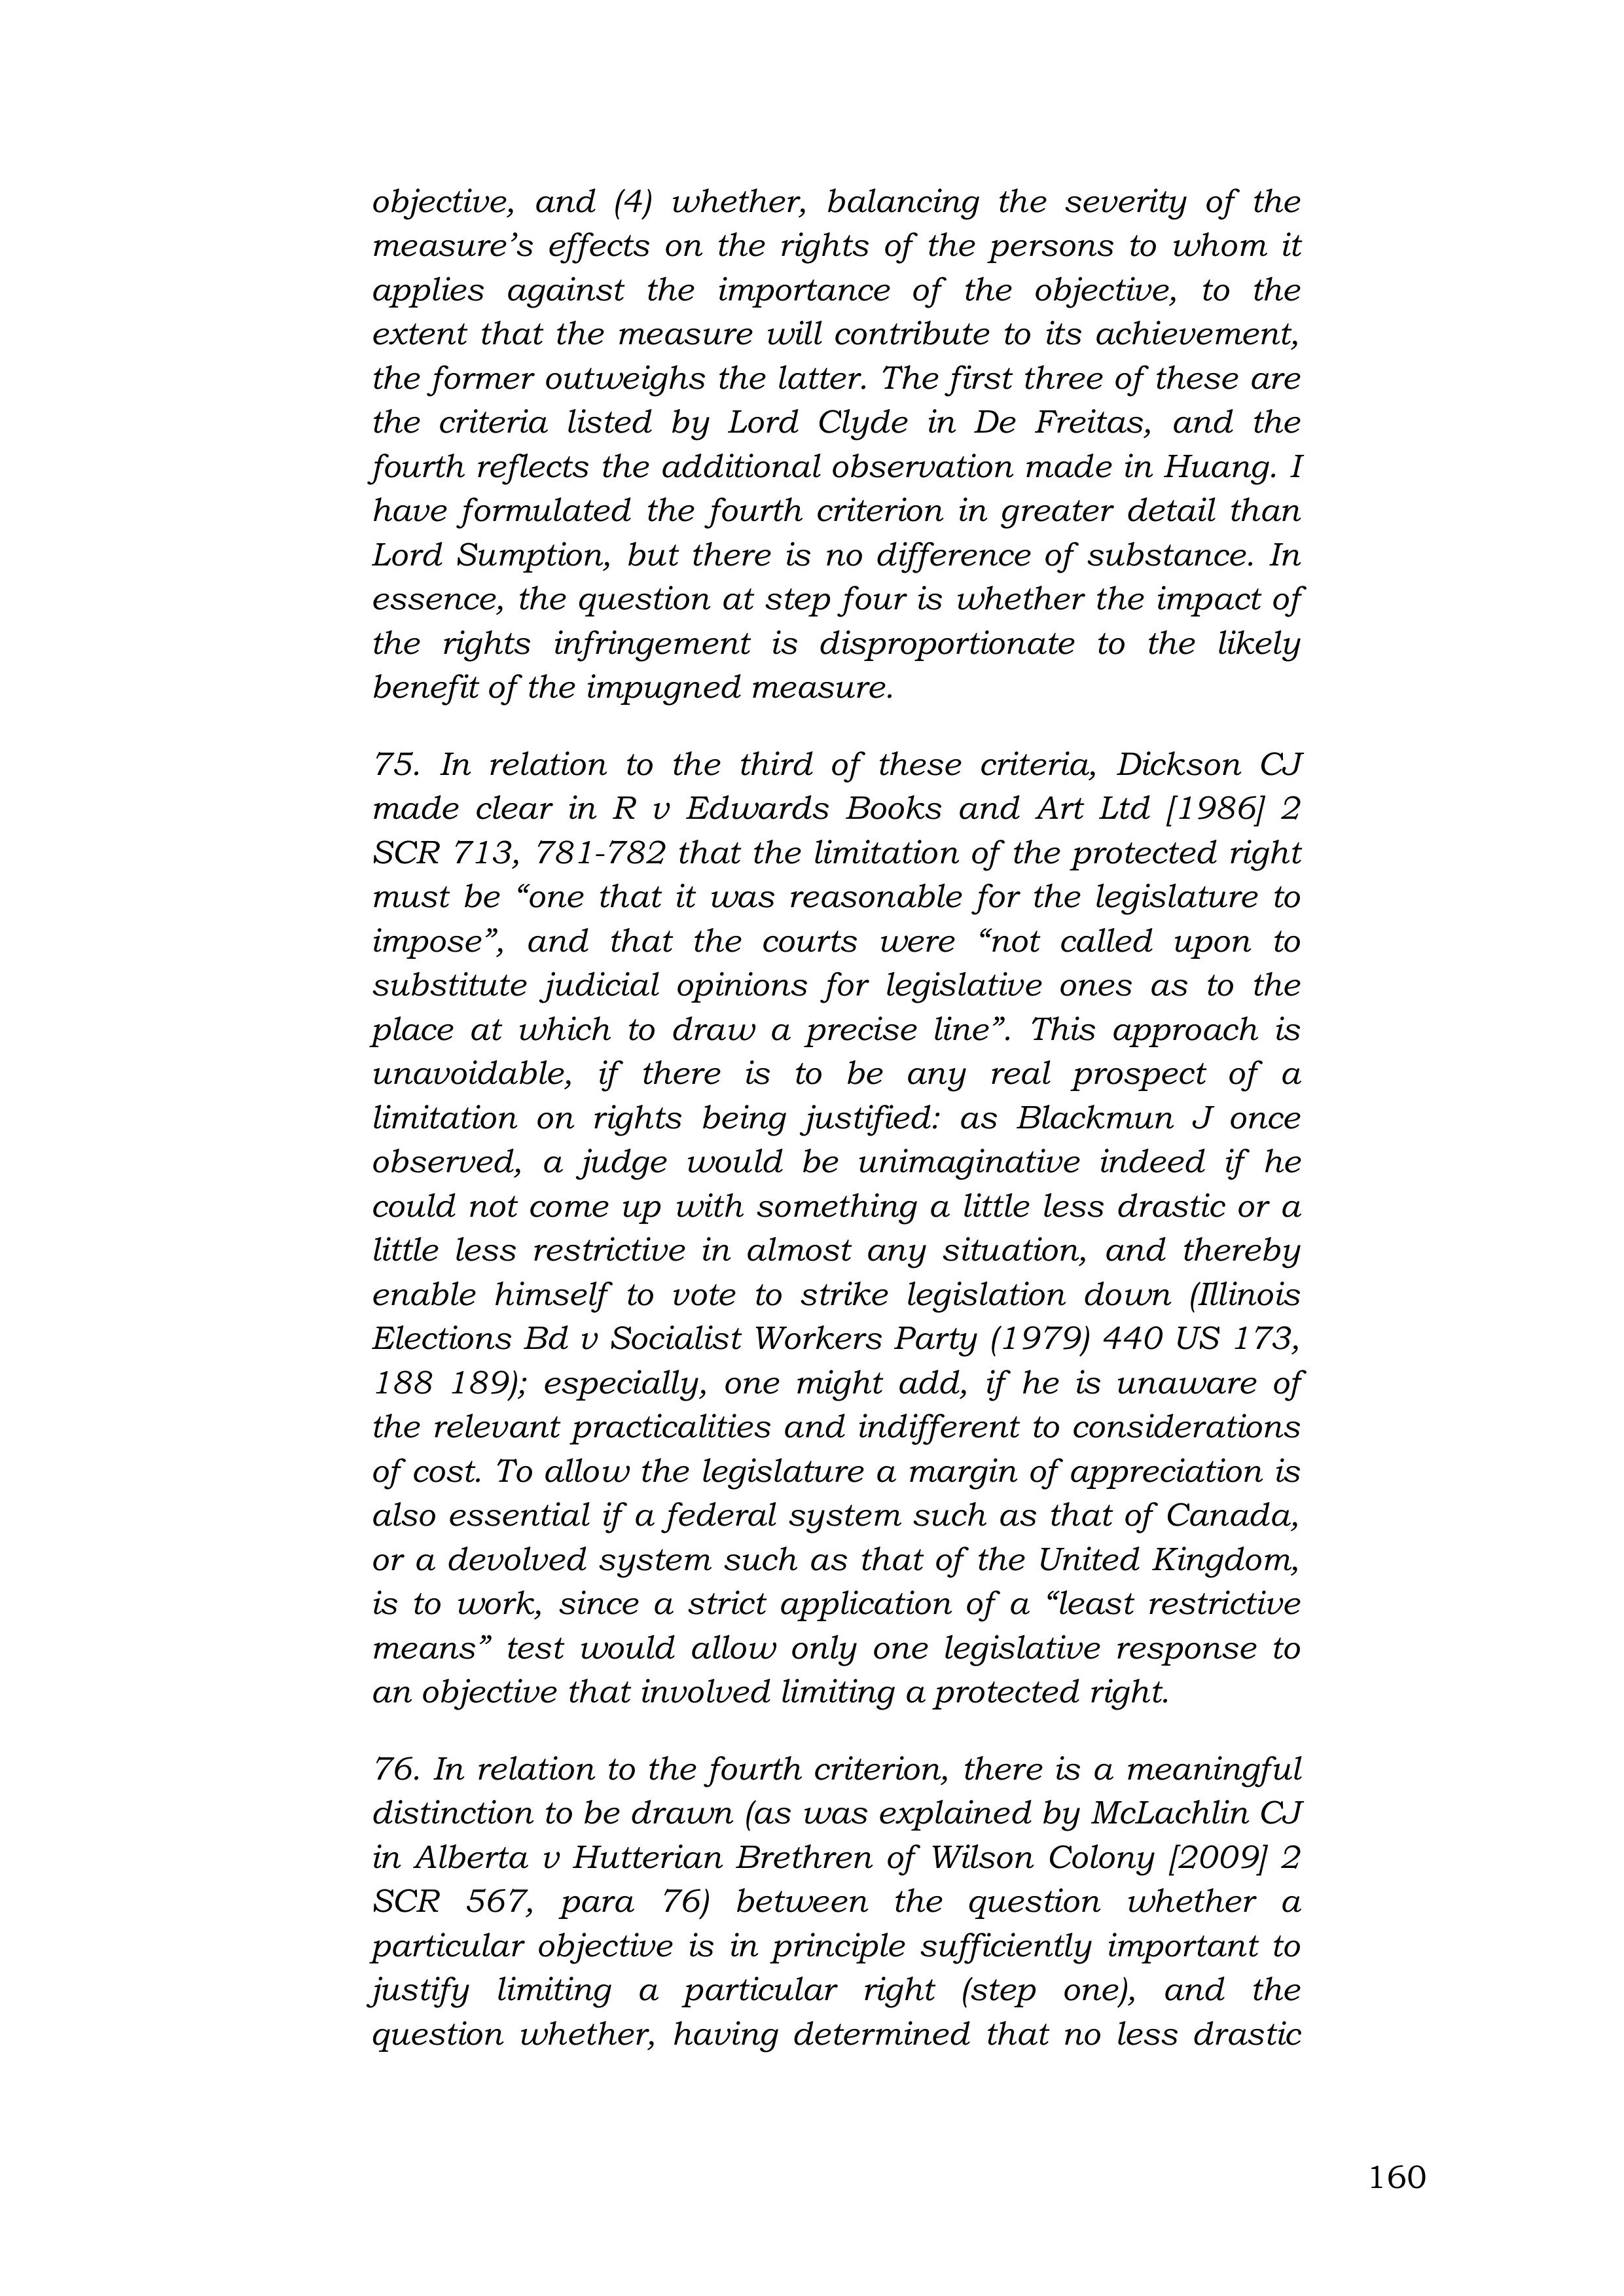 objective, and (4) whether, balancing the severity of the
measure’s effects on the rights of the persons to whom it
applies against the importance of the objective, to the
extent that the measure will contribute to its achievement,
the former outweighs the latter. The first three of these are
the criteria listed by Lord Clyde in De Freitas, and the
fourth reflects the additional observation made in Huang. I
have formulated the fourth criterion in greater detail than
Lord Sumption, but there is no difference of substance. In
essence, the question at step four is whether the impact of
the rights infringement is disproportionate to the likely
benefit of the impugned measure.
75. In relation to the third of these criteria, Dickson CJ
made clear in R v Edwards Books and Art Ltd [1986] 2
SCR 713, 781-782 that the limitation of the protected right
must be “one that it was reasonable for the legislature to
impose”, and that the courts were “not called upon to
substitute judicial opinions for legislative ones as to the
place at which to draw a precise line”. This approach is
unavoidable, if there is to be any real prospect of a
limitation on rights being justified: as Blackmun J once
observed, a judge would be unimaginative indeed if he
could not come up with something a little less drastic or a
little less restrictive in almost any situation, and thereby
enable himself to vote to strike legislation down (Illinois
Elections Bd v Socialist Workers Party (1979) 440 US 173,
188 189); especially, one might add, if he is unaware of
the relevant practicalities and indifferent to considerations
of cost. To allow the legislature a margin of appreciation is
also essential if a federal system such as that of Canada,
or a devolved system such as that of the United Kingdom,
is to work, since a strict application of a “least restrictive
means” test would allow only one legislative response to
an objective that involved limiting a protected right.
76. In relation to the fourth criterion, there is a meaningful
distinction to be drawn (as was explained by McLachlin CJ
in Alberta v Hutterian Brethren of Wilson Colony [2009] 2
SCR 567, para 76) between the question whether a
particular objective is in principle sufficiently important to
justify limiting a particular right (step one), and the
question whether, having determined that no less drastic
160